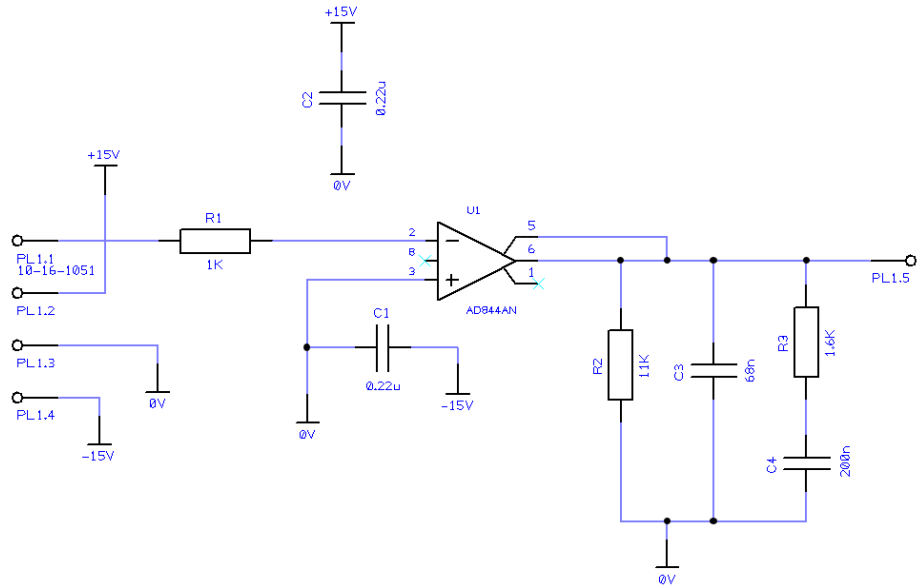 +15V
C2
0.22u
0V
+15V
PL1.1
10-16-1051
PL1.2
PL1.3
0V
PL1.4
-15V
R1
1K
U1
2
8
3
5
6
1
AD844AN
C1
0.22u
-15V
0V
R2
11K
C3
68n
R3
1.6K
C4
200n
0V
PL1.5